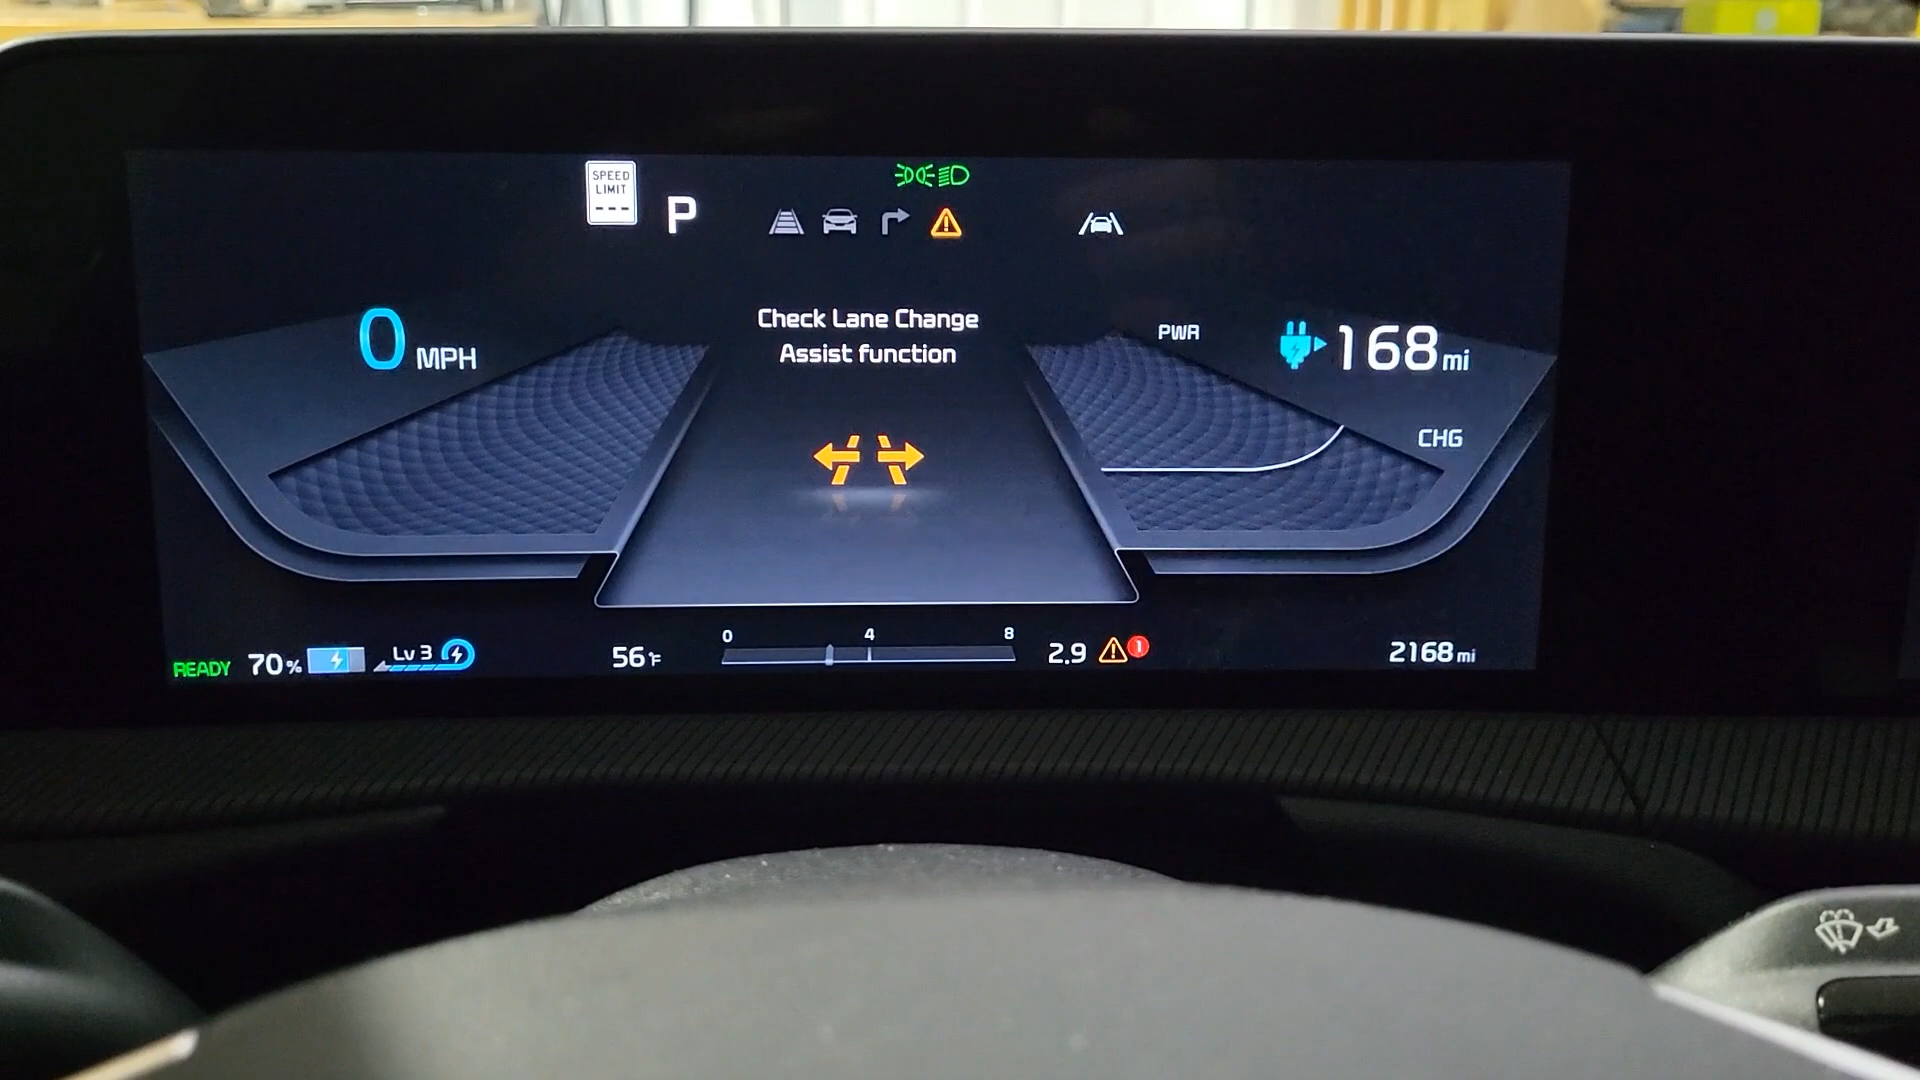 SPEED
LIMIT
---
P
0 MPH
Check Lane Change
Assist function
PWR
168 mi
CHG
READY 70% Lv 3
56°F
0 4 8
2.9
1
2168 mi